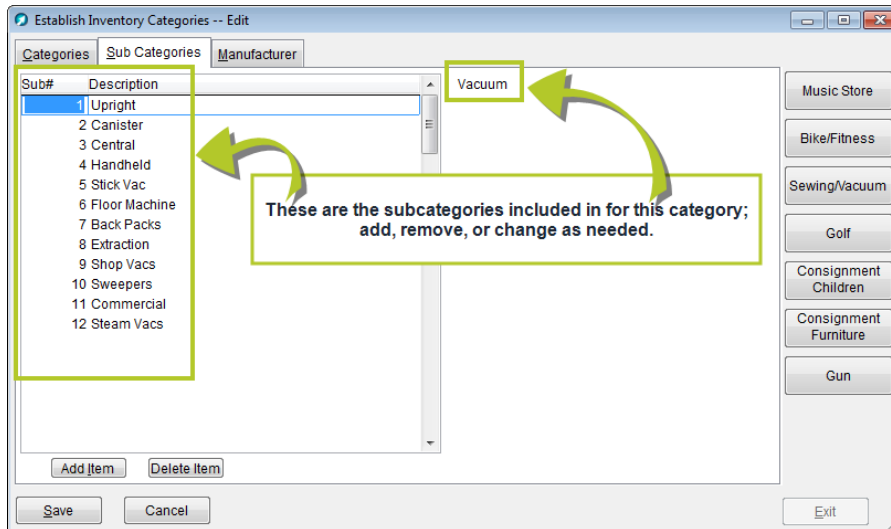 Establish Inventory Categories -- Edit
Categories
Sub Categories
Manufacturer
Sub# Description
1 Upright
2 Canister
3 Central
4 Handheld
5 Stick Vac
6 Floor Machine
7 Back Packs
8 Extraction
9 Shop Vacs
10 Sweepers
11 Commercial
12 Steam Vacs
Vacuum
These are the subcategories included in for this category;
add, remove, or change as needed.
Music Store
Bike/Fitness
Sewing/Vacuum
Golf
Consignment
Children
Consignment
Furniture
Gun
Add Item
Delete Item
Save
Cancel
Exit